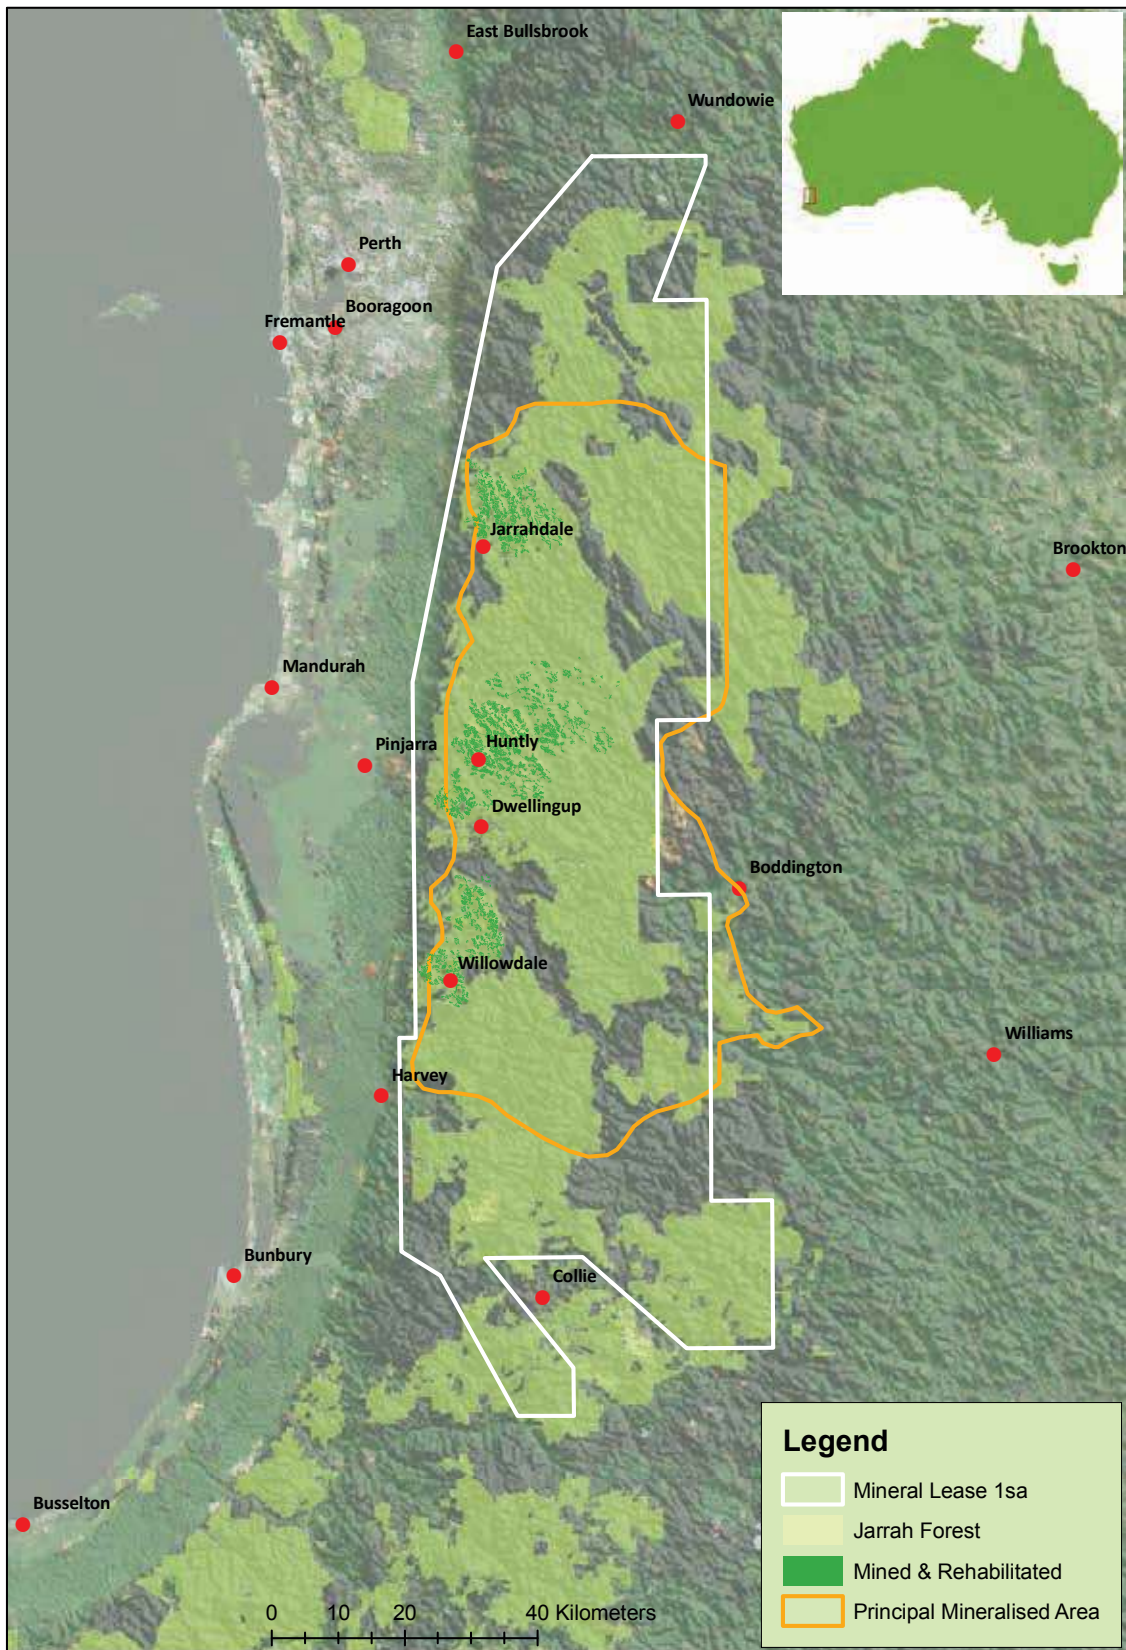 East Bullsbrook
Wundowie
Perth
Booragoon
Fremantle
Jarrahdale
Brookton
Mandurah
Pinjarra
Huntly
Dwellingup
Boddington
Willowdale
Williams
Harvey
Bunbury
Collie
Busselton
0 10 20 40 Kilometers
Legend
Mineral Lease 1sa
Jarrah Forest
Mined & Rehabilitated
Principal Mineralised Area